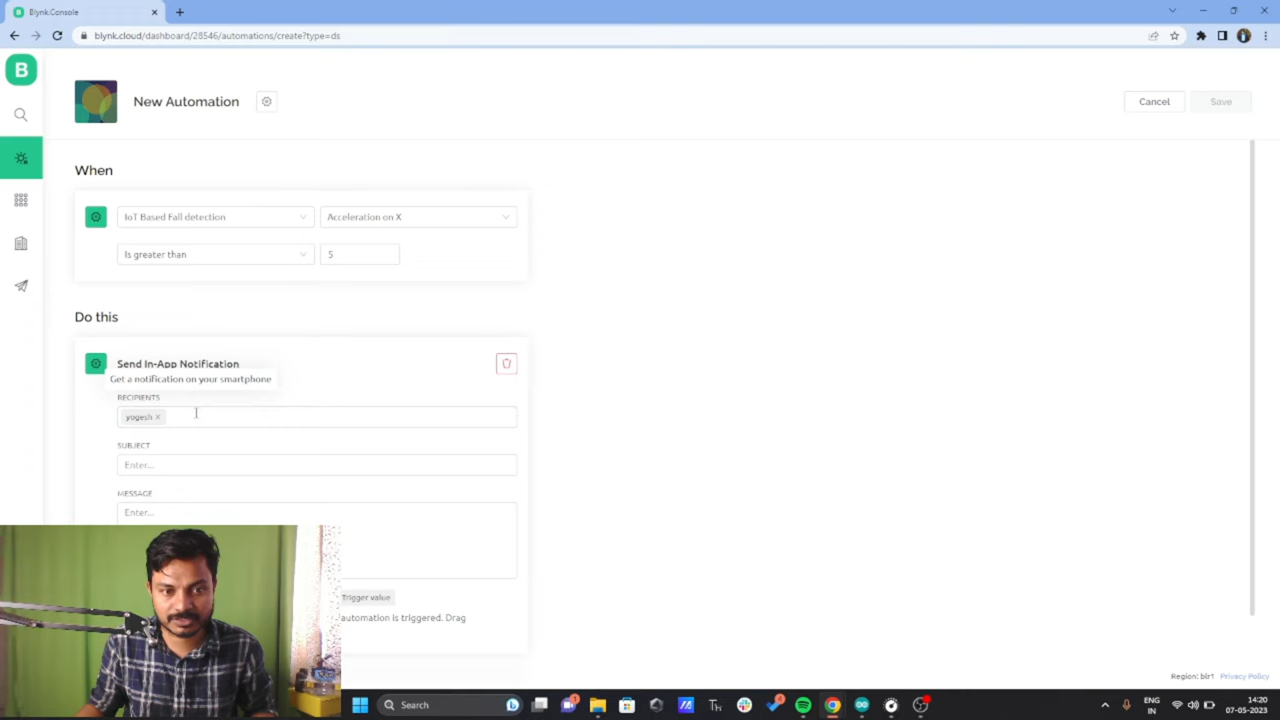 Blynk.Console
blynk.cloud/dashboard/28546/automations/create?type=ds
B
New Automation
Cancel
Save
When
IoT Based Fall detection
Acceleration on X
Is greater than
5
Do this
Send In-App Notification
Get a notification on your smartphone
RECIPIENTS
yogesh
SUBJECT
Enter...
MESSAGE
Enter...
Trigger value
automation is triggered. Drag
Region: blr1 Privacy Policy
Search
ENG
IN
14:20
07-05-2023